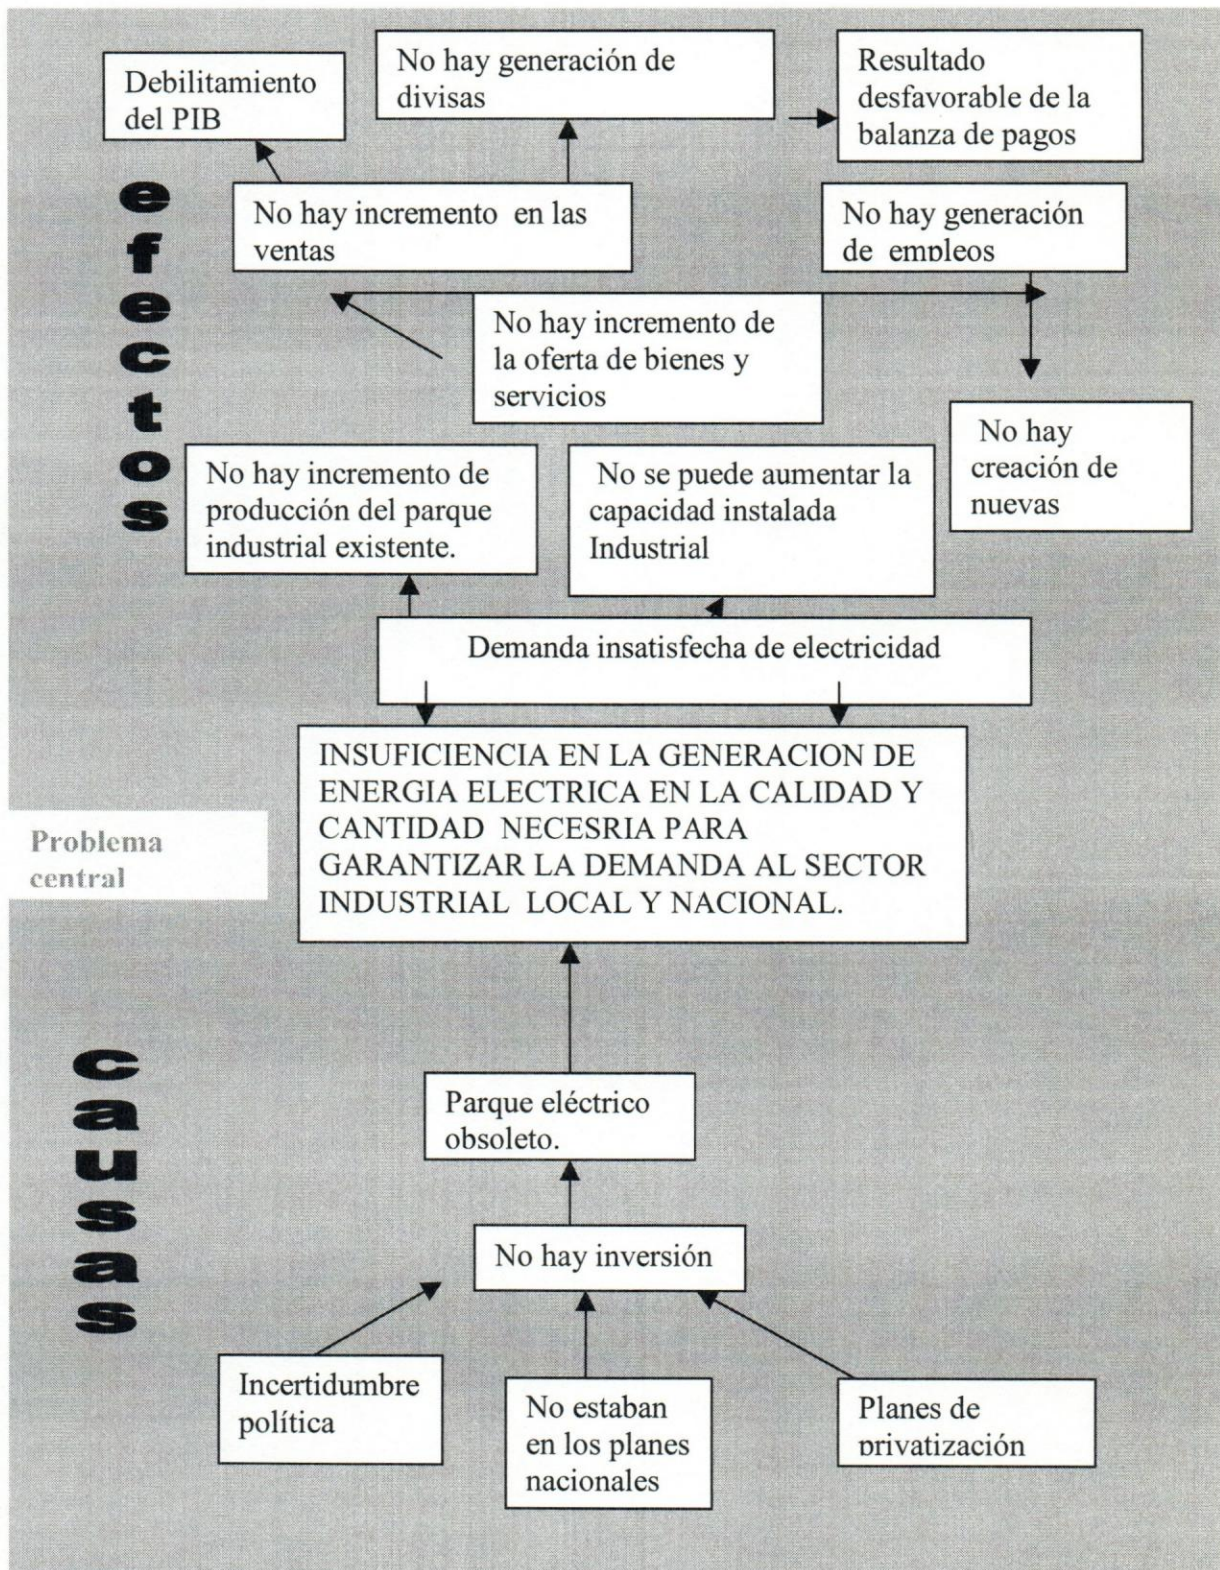 Debilitamiento
del PIB
No hay generación de
divisas
Resultado
desfavorable de la
balanza de pagos
efectos
No hay incremento en las
ventas
No hay generación
de empleos
No hay incremento de
la oferta de bienes y
servicios
No hay
creación de
nuevas
No hay incremento de
producción del parque
industrial existente.
No se puede aumentar la
capacidad instalada
Industrial
Demanda insatisfecha de electricidad
INSUFICIENCIA EN LA GENERACION DE
ENERGIA ELECTRICA EN LA CALIDAD Y
CANTIDAD NECESRIA PARA
GARANTIZAR LA DEMANDA AL SECTOR
INDUSTRIAL LOCAL Y NACIONAL.
Problema
central
causas
Parque eléctrico
obsoleto.
No hay inversión
Incertidumbre
política
No estaban
en los planes
nacionales
Planes de
privatización